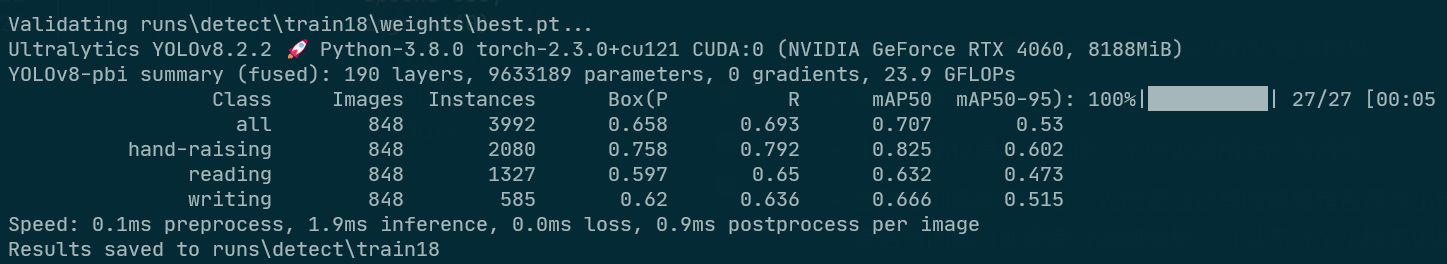 Validating runs\detect\train18\weights\best.pt...
Ultralytics YOLOv8.2.2 🚀 Python-3.8.0 torch-2.3.0+cu121 CUDA:0 (NVIDIA GeForce RTX 4060, 8188MiB)
YOLOv8-pbi summary (fused): 190 layers, 9633189 parameters, 0 gradients, 23.9 GFLOPs
Class Images Instances Box(P R mAP50 mAP50-95): 100%|██████████| 27/27 [00:05
all 848 3992 0.658 0.693 0.707 0.53
hand-raising 848 2080 0.758 0.792 0.825 0.602
reading 848 1327 0.597 0.65 0.632 0.473
writing 848 585 0.62 0.636 0.666 0.515
Speed: 0.1ms preprocess, 1.9ms inference, 0.0ms loss, 0.9ms postprocess per image
Results saved to runs\detect\train18